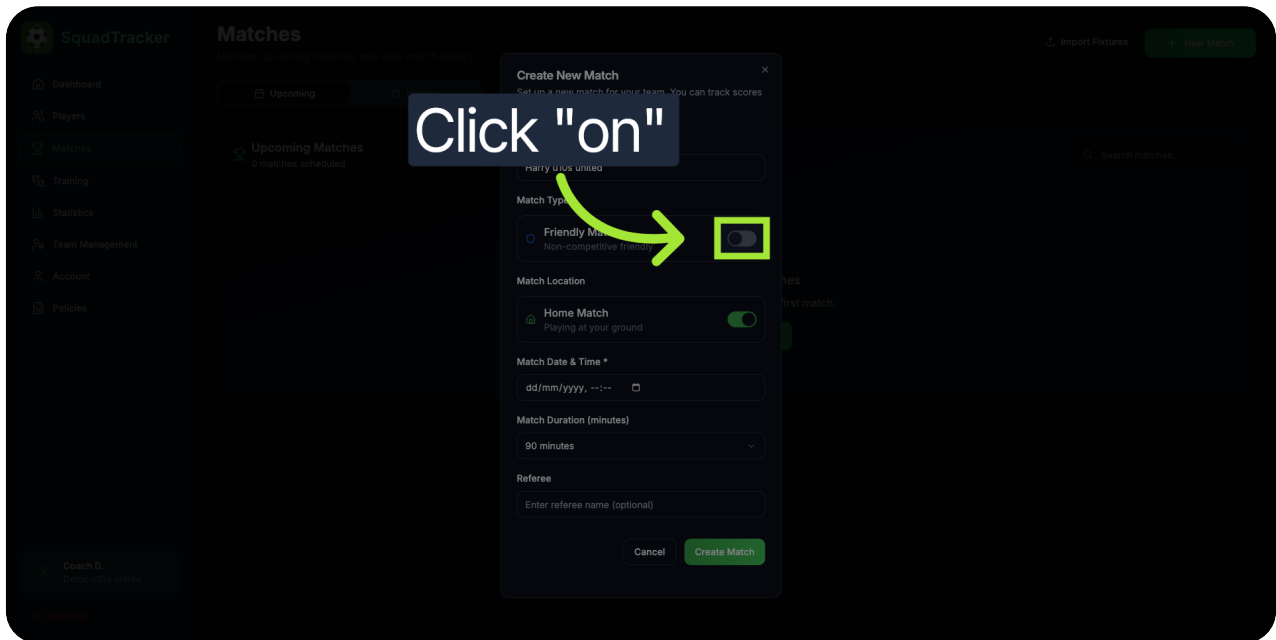 SquadTracker
Dashboard
Players
Matches
Training
Statistics
Team Management
Account
Policies
Coach D.
Demo u10s united
Sign Out
Matches
Import Fixtures
+ New Match
Upcoming
Upcoming Matches
0 matches scheduled
Search matches...
first match.
Create New Match
Set up a new match for your team. You can track scores
Click "on"
Harry u10s united
Match Type
Friendly
Non-competitive friendly
Match Location
Home Match
Playing at your ground
Match Date & Time *
dd/mm/yyyy, --:--
Match Duration (minutes)
90 minutes
Referee
Enter referee name (optional)
Cancel
Create Match